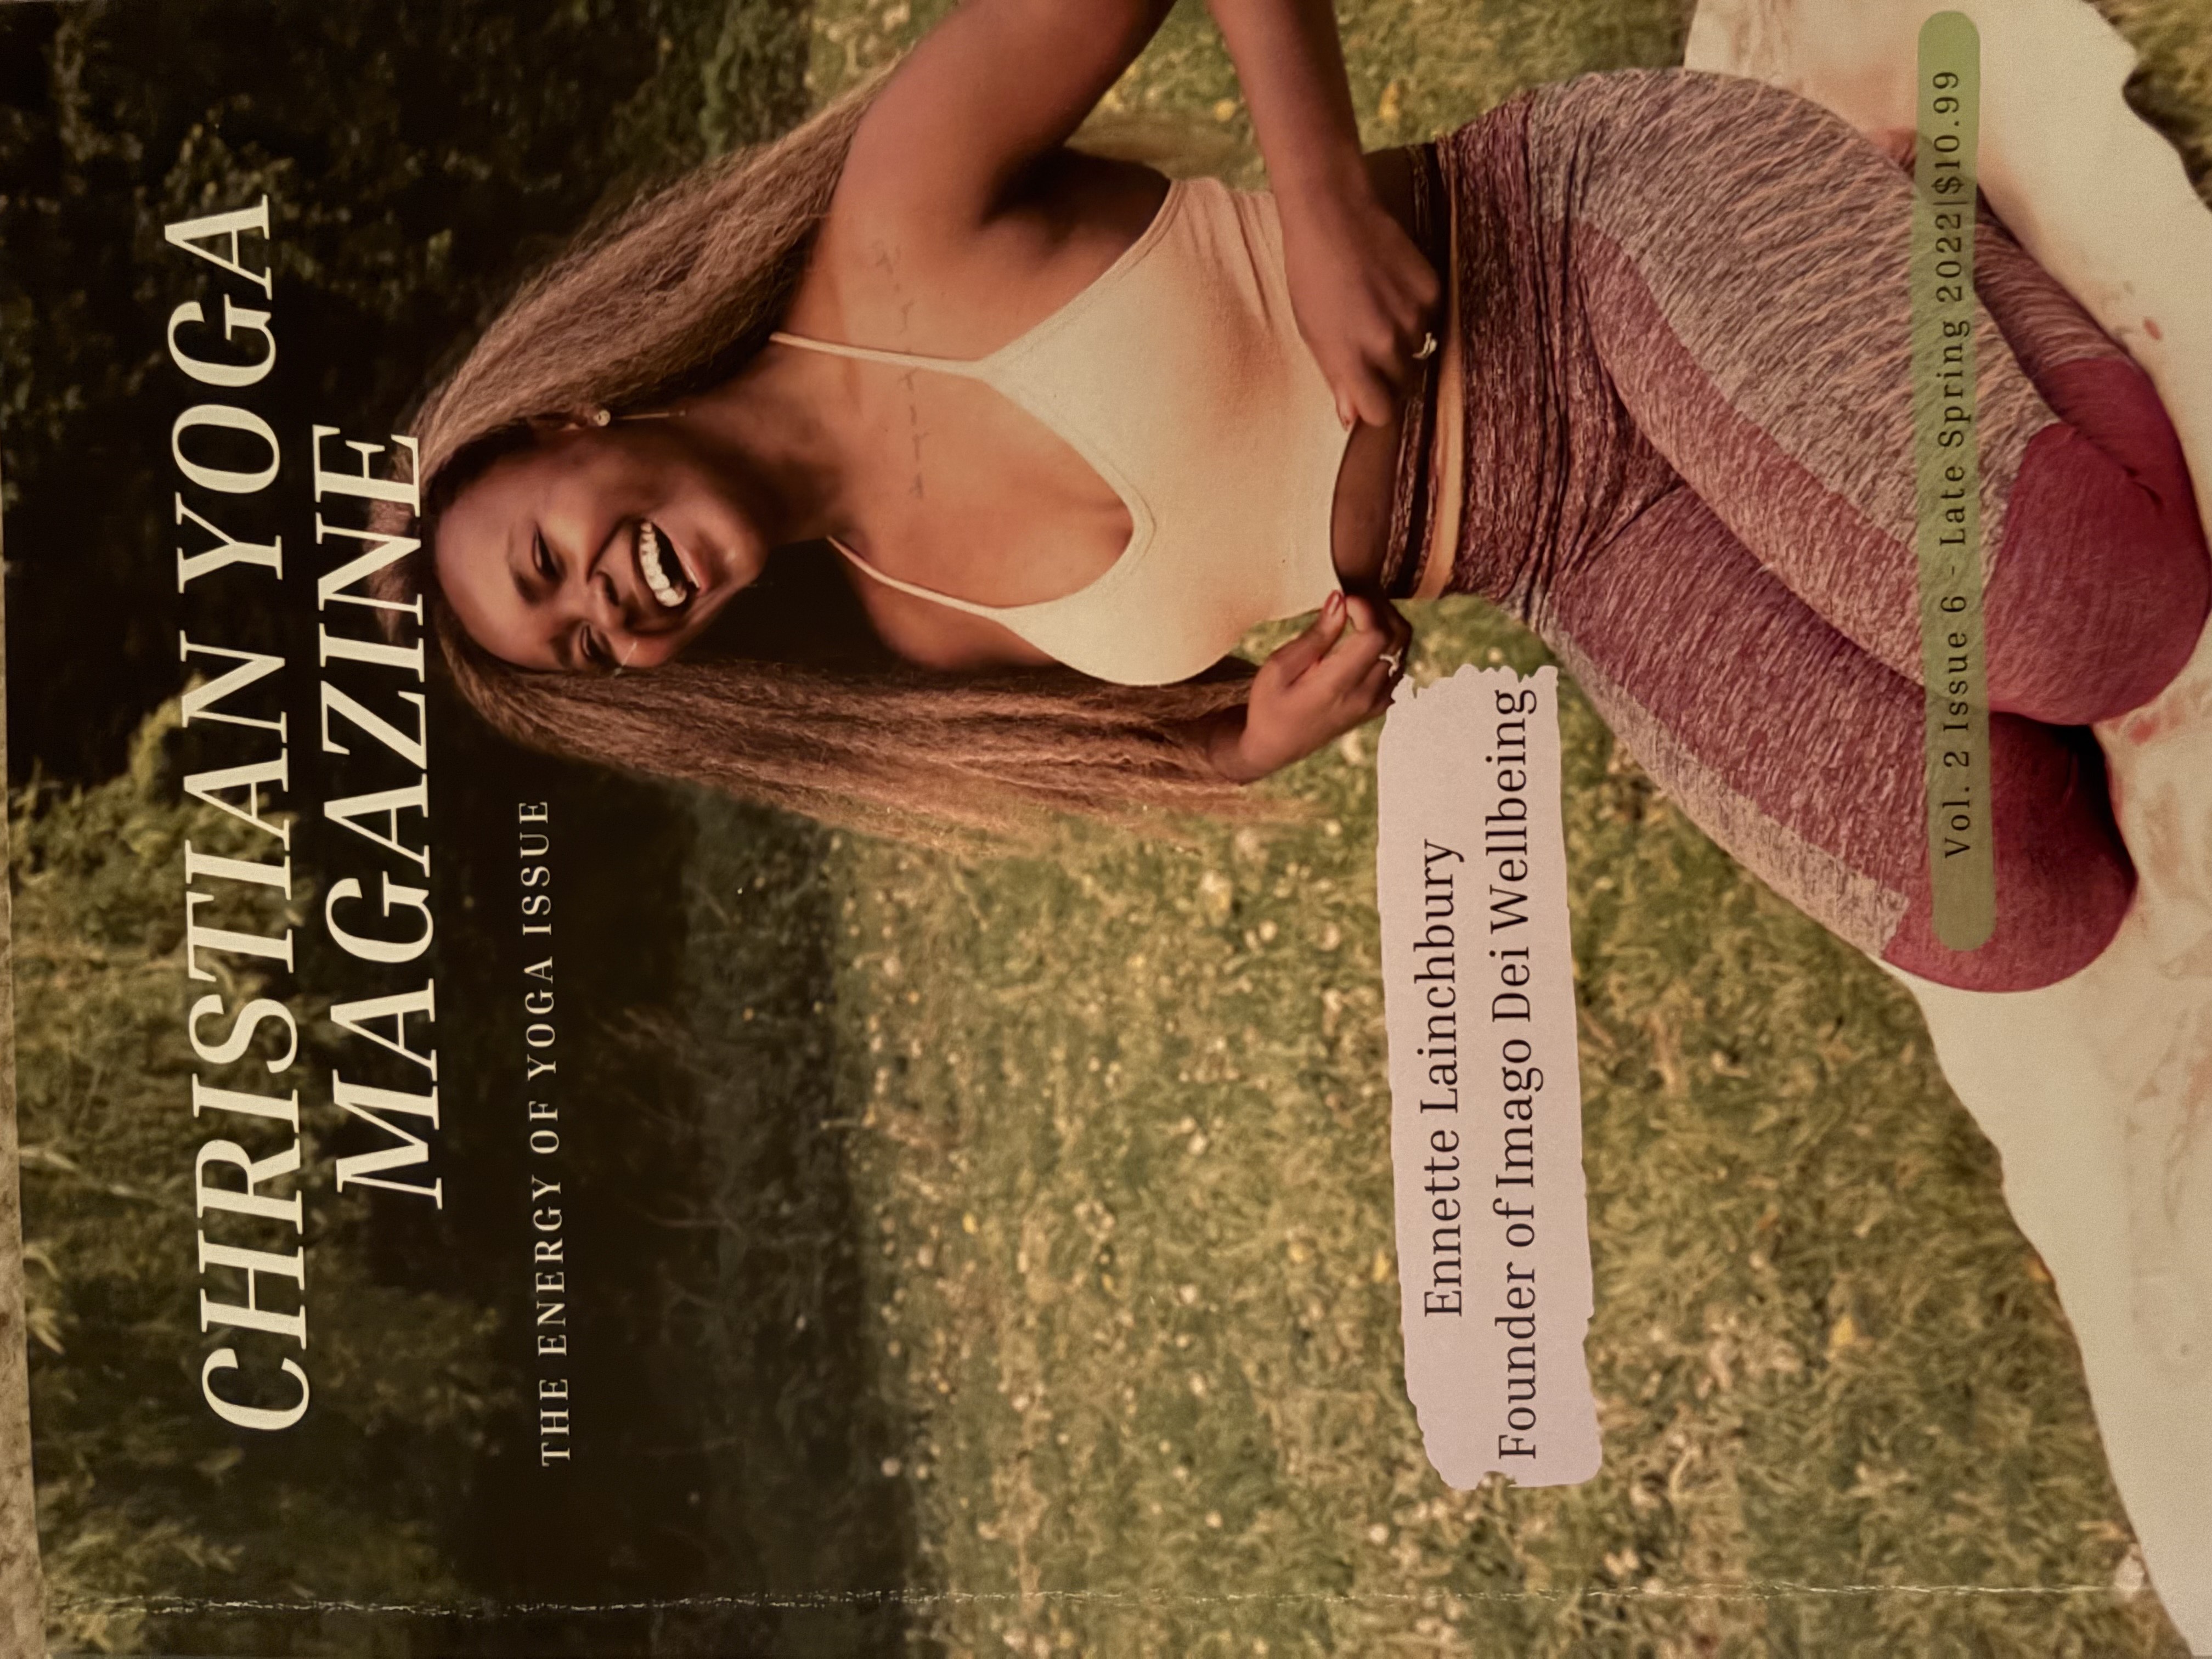 CHRISTIAN YOGA
MAGAZINE
THE ENERGY OF YOGA ISSUE
Ennette Lainchbury
Founder of Imago Dei Wellbeing
Vol. 2 Issue 6 - Late Spring 2022|$10.99